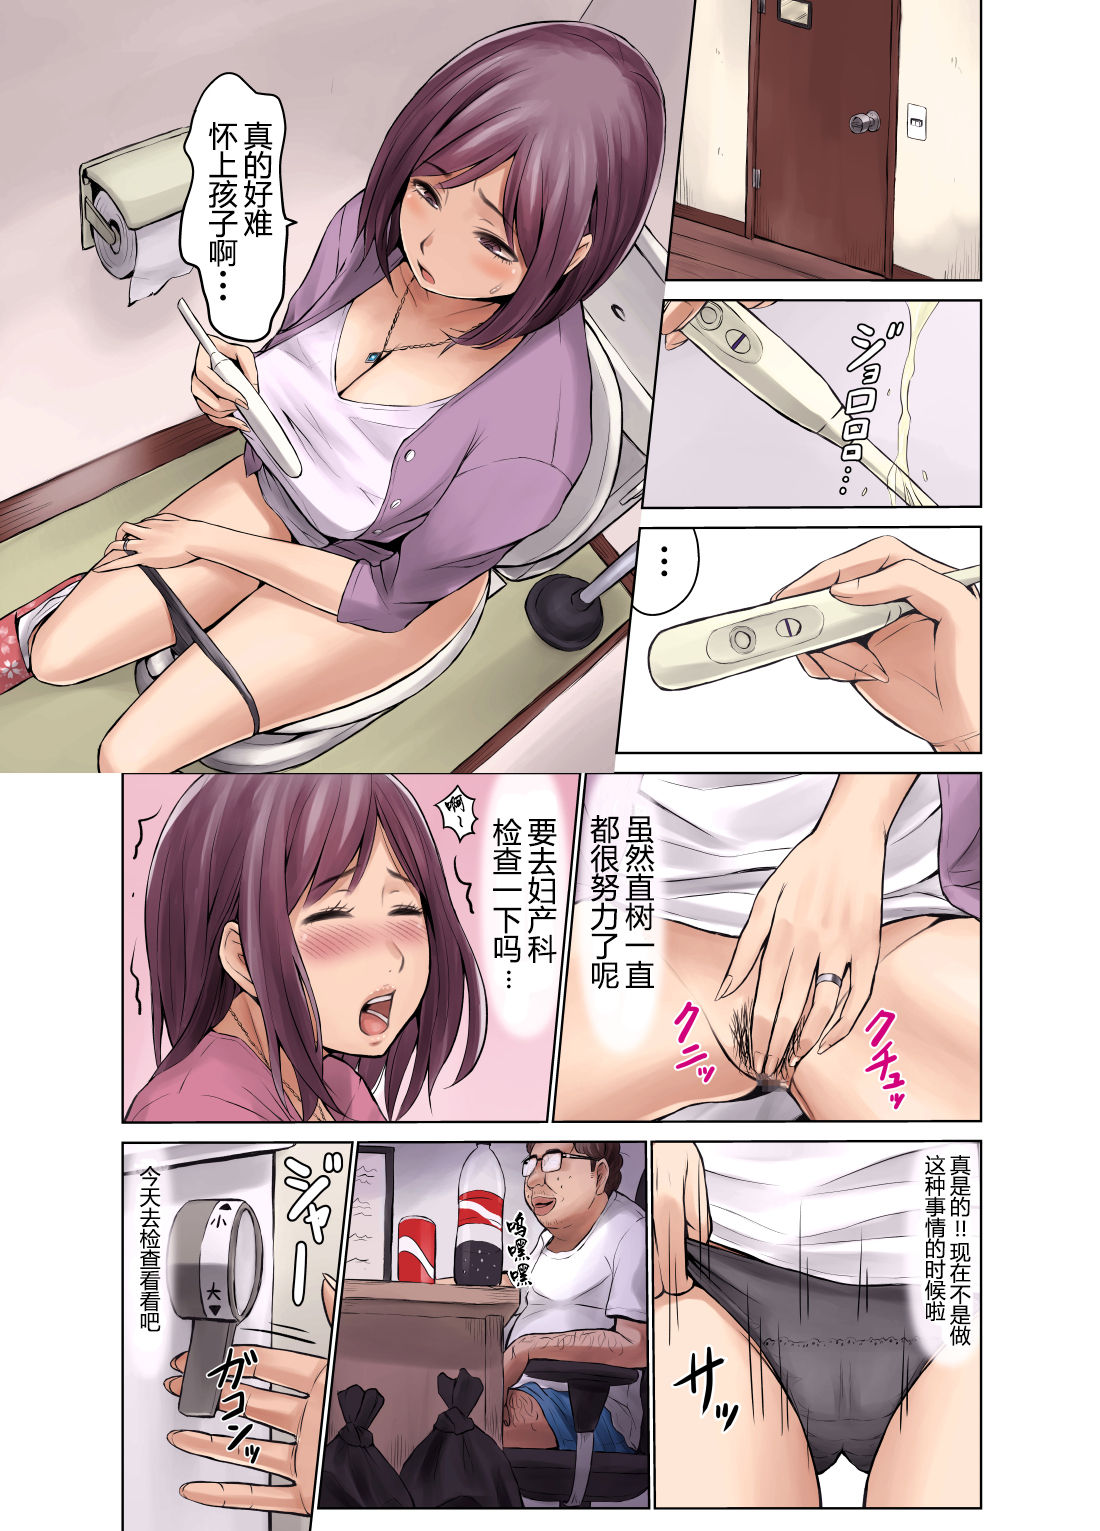 ジョロロロ…
…
真的好难
怀上孩子啊…
虽然直树一直
都很努力了呢
クチュッ
クニッ
要去妇产科
检查一下吗…
啊~
真是的!!现在不是做
这种事情的时候啦
サッ
呜嘿嘿
ジャー
小
大
ガコンッ
今天去检查看看吧